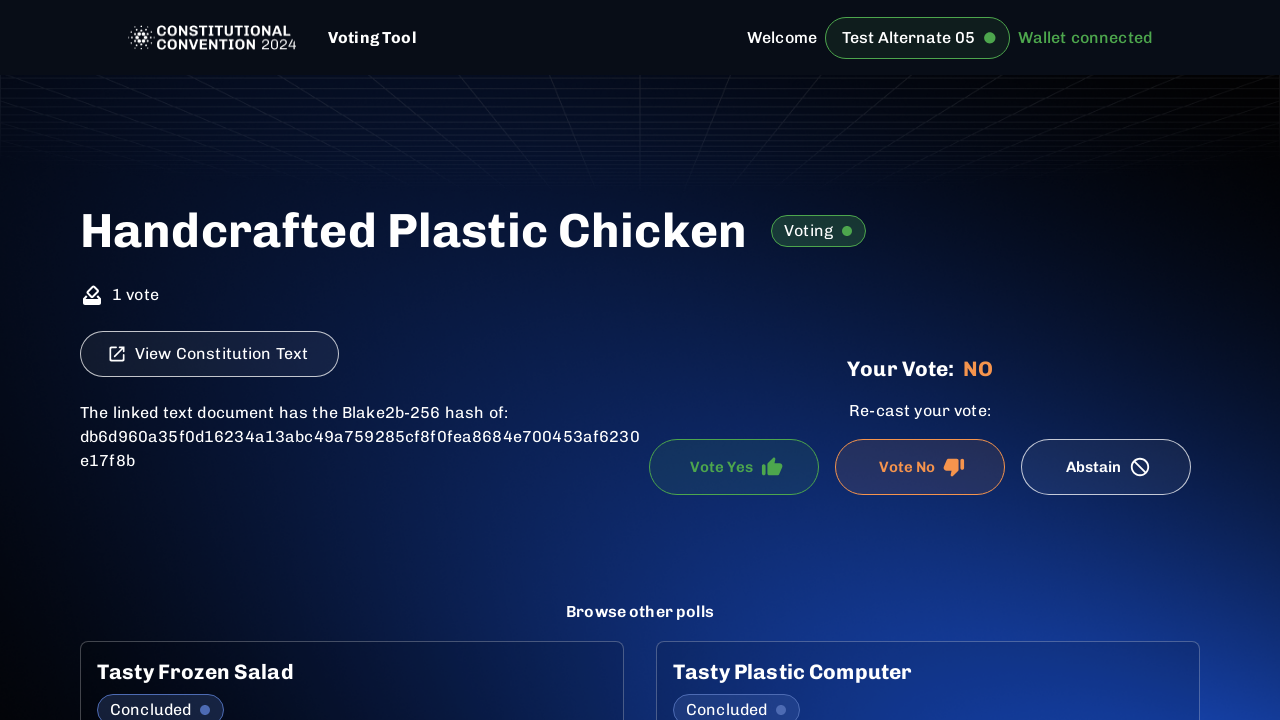 CONSTITUTIONAL
CONVENTION 2024
Voting Tool
Welcome
Test Alternate 05
Wallet connected
Handcrafted Plastic Chicken
Voting
1 vote
View Constitution Text
The linked text document has the Blake2b-256 hash of:
db6d960a35f0d16234a13abc49a759285cf8f0fea8684e700453af6230
e17f8b
Your Vote: NO
Re-cast your vote:
Vote Yes
Vote No
Abstain
Browse other polls
Tasty Frozen Salad
Concluded
Tasty Plastic Computer
Concluded